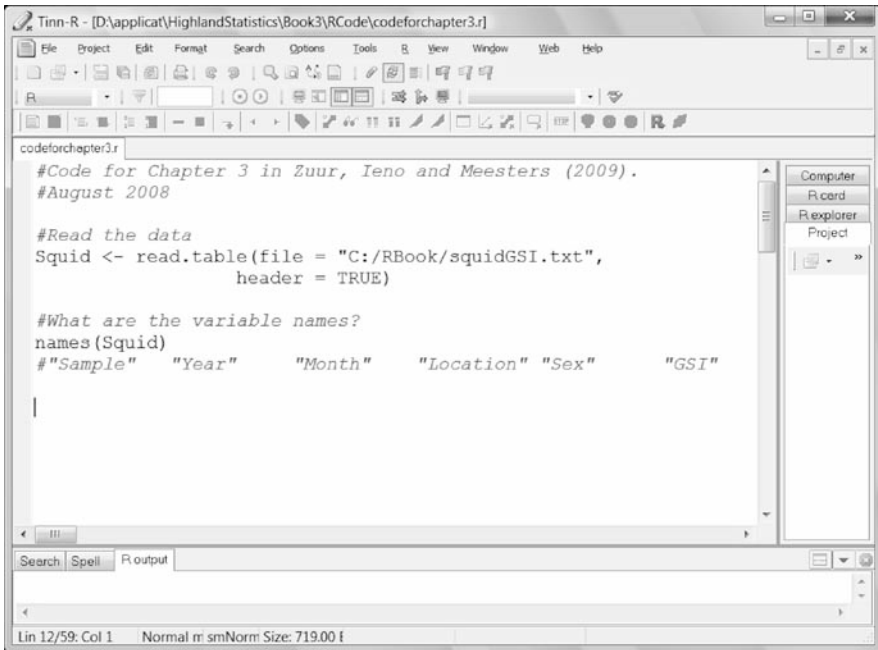 Tinn-R - [D:\applicat\HighlandStatistics\Book3\RCode\codeforchapter3.r]
File Project Edit Format Search Options Tools R View Window Web Help
R
codeforchapter3.r
#Code for Chapter 3 in Zuur, Ieno and Meesters (2009).
#August 2008
#Read the data
Squid <- read.table(file = "C:/RBook/squidGSI.txt",
header = TRUE)
#What are the variable names?
names(Squid)
#"Sample" "Year" "Month" "Location" "Sex" "GSI"
Computer
R card
R explorer
Project
Search Spell R output
Lin 12/59: Col 1 Normal m smNorm Size: 719.00